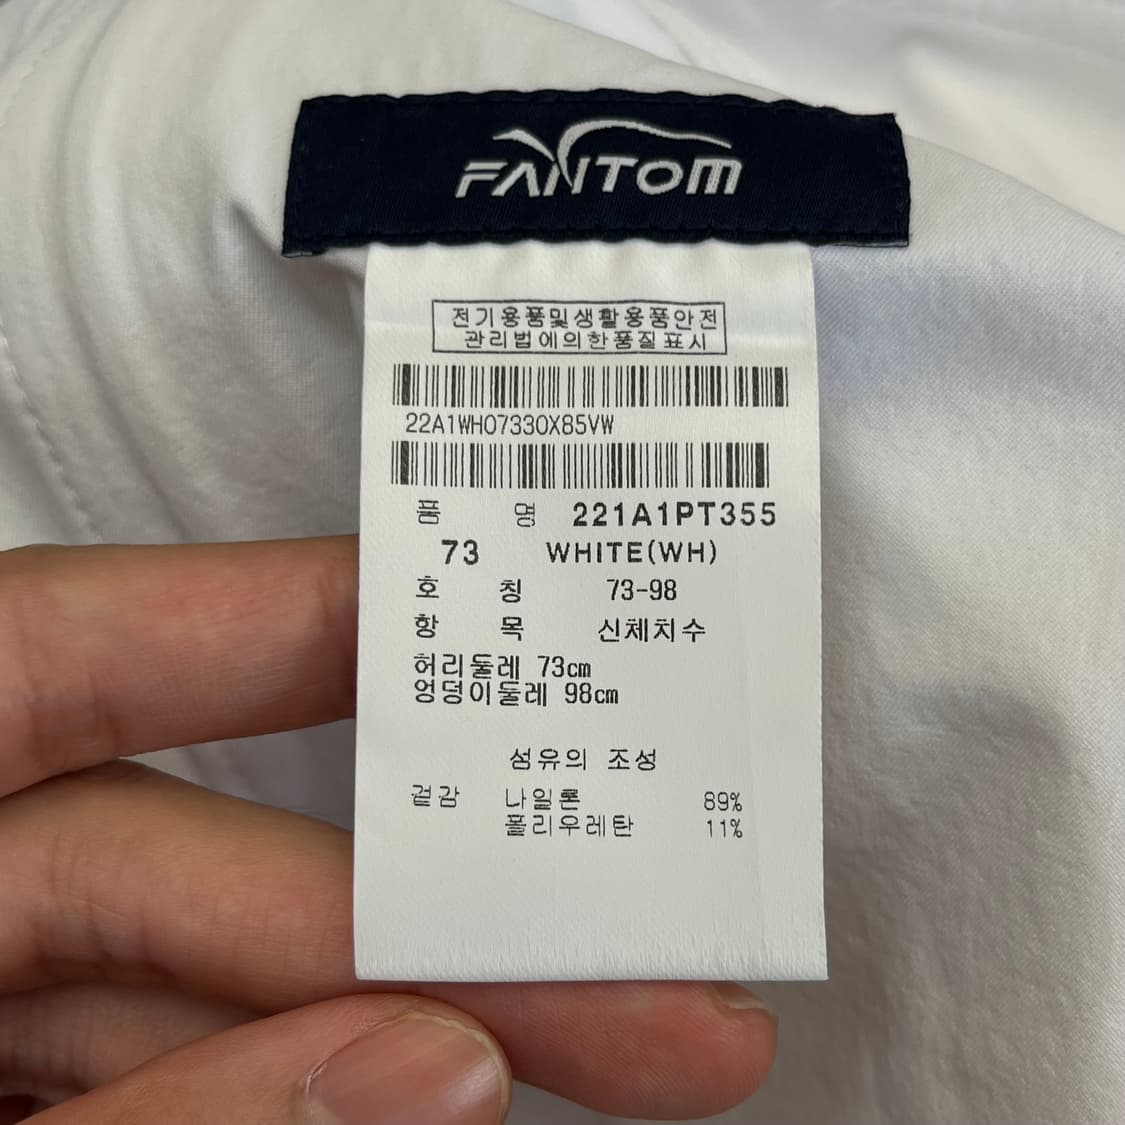 FANTOM
전기용품및생활용품안전
관리법에의한품질표시
22A1WH07330X85VW
품 명 221A1PT355
73 WHITE(WH)
호 칭 73-98
항 목 신체치수
허리둘레 73cm
엉덩이둘레 98cm
섬유의 조성
겉감 나일론 89%
폴리우레탄 11%